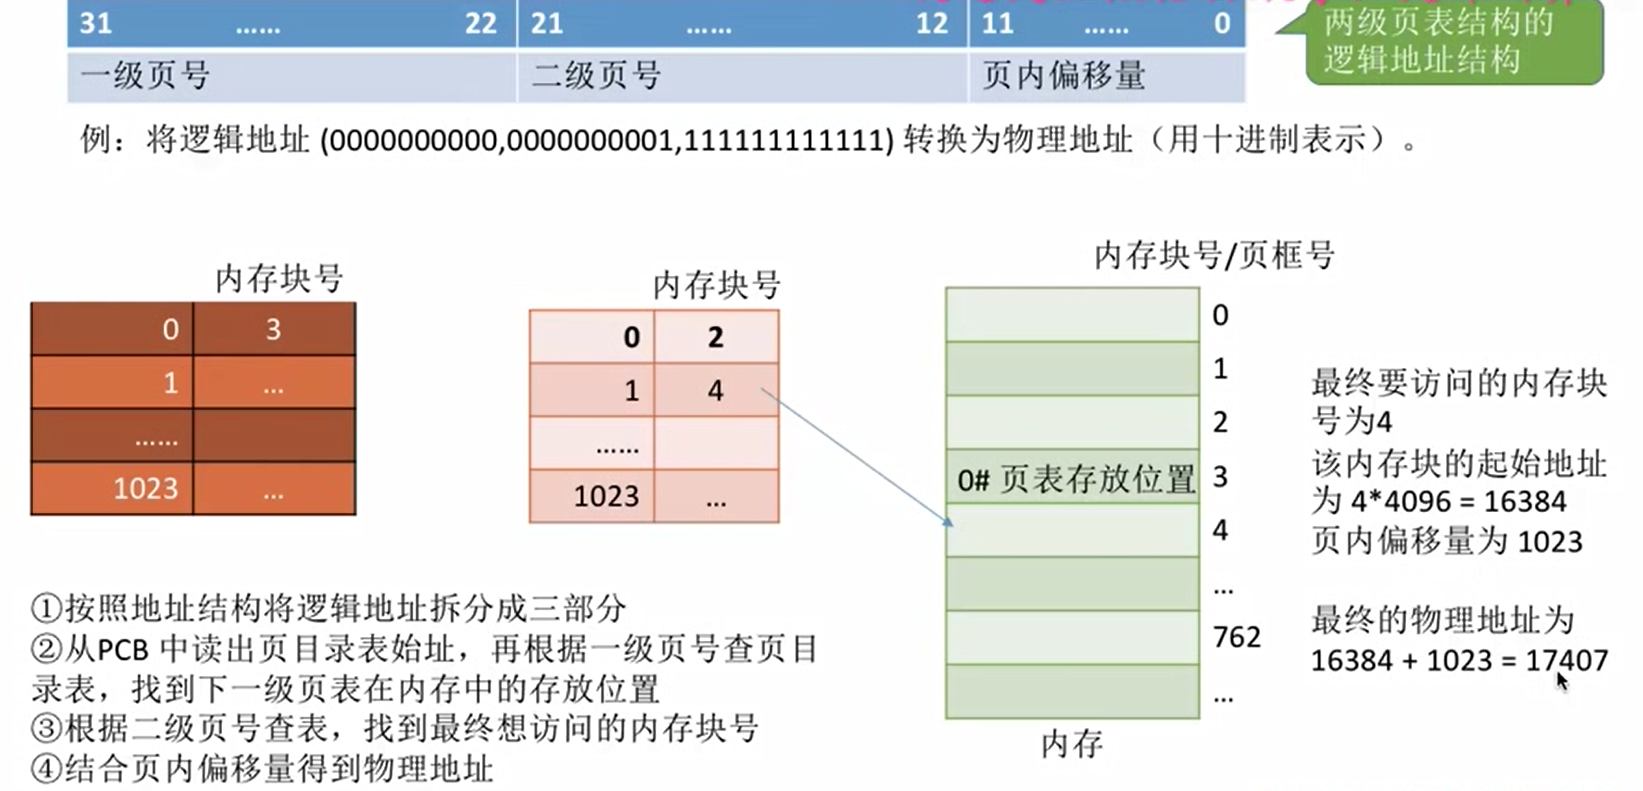 31 …… 22 21 …… 12 11 …… 0
一级页号 二级页号 页内偏移量
两级页表结构的
逻辑地址结构
例：将逻辑地址 (0000000000,0000000001,111111111111) 转换为物理地址（用十进制表示）。
内存块号
0 3
1 …
……
1023 …
内存块号
0 2
1 4
……
1023 …
内存块号/页框号
0
1
2
0# 页表存放位置 3
4
…
762
…
内存
最终要访问的内存块
号为4
该内存块的起始地址
为 4*4096 = 16384
页内偏移量为 1023
最终的物理地址为
16384 + 1023 = 17407
①按照地址结构将逻辑地址拆分成三部分
②从PCB 中读出页目录表始址，再根据一级页号查页目
录表，找到下一级页表在内存中的存放位置
③根据二级页号查表，找到最终想访问的内存块号
④结合页内偏移量得到物理地址